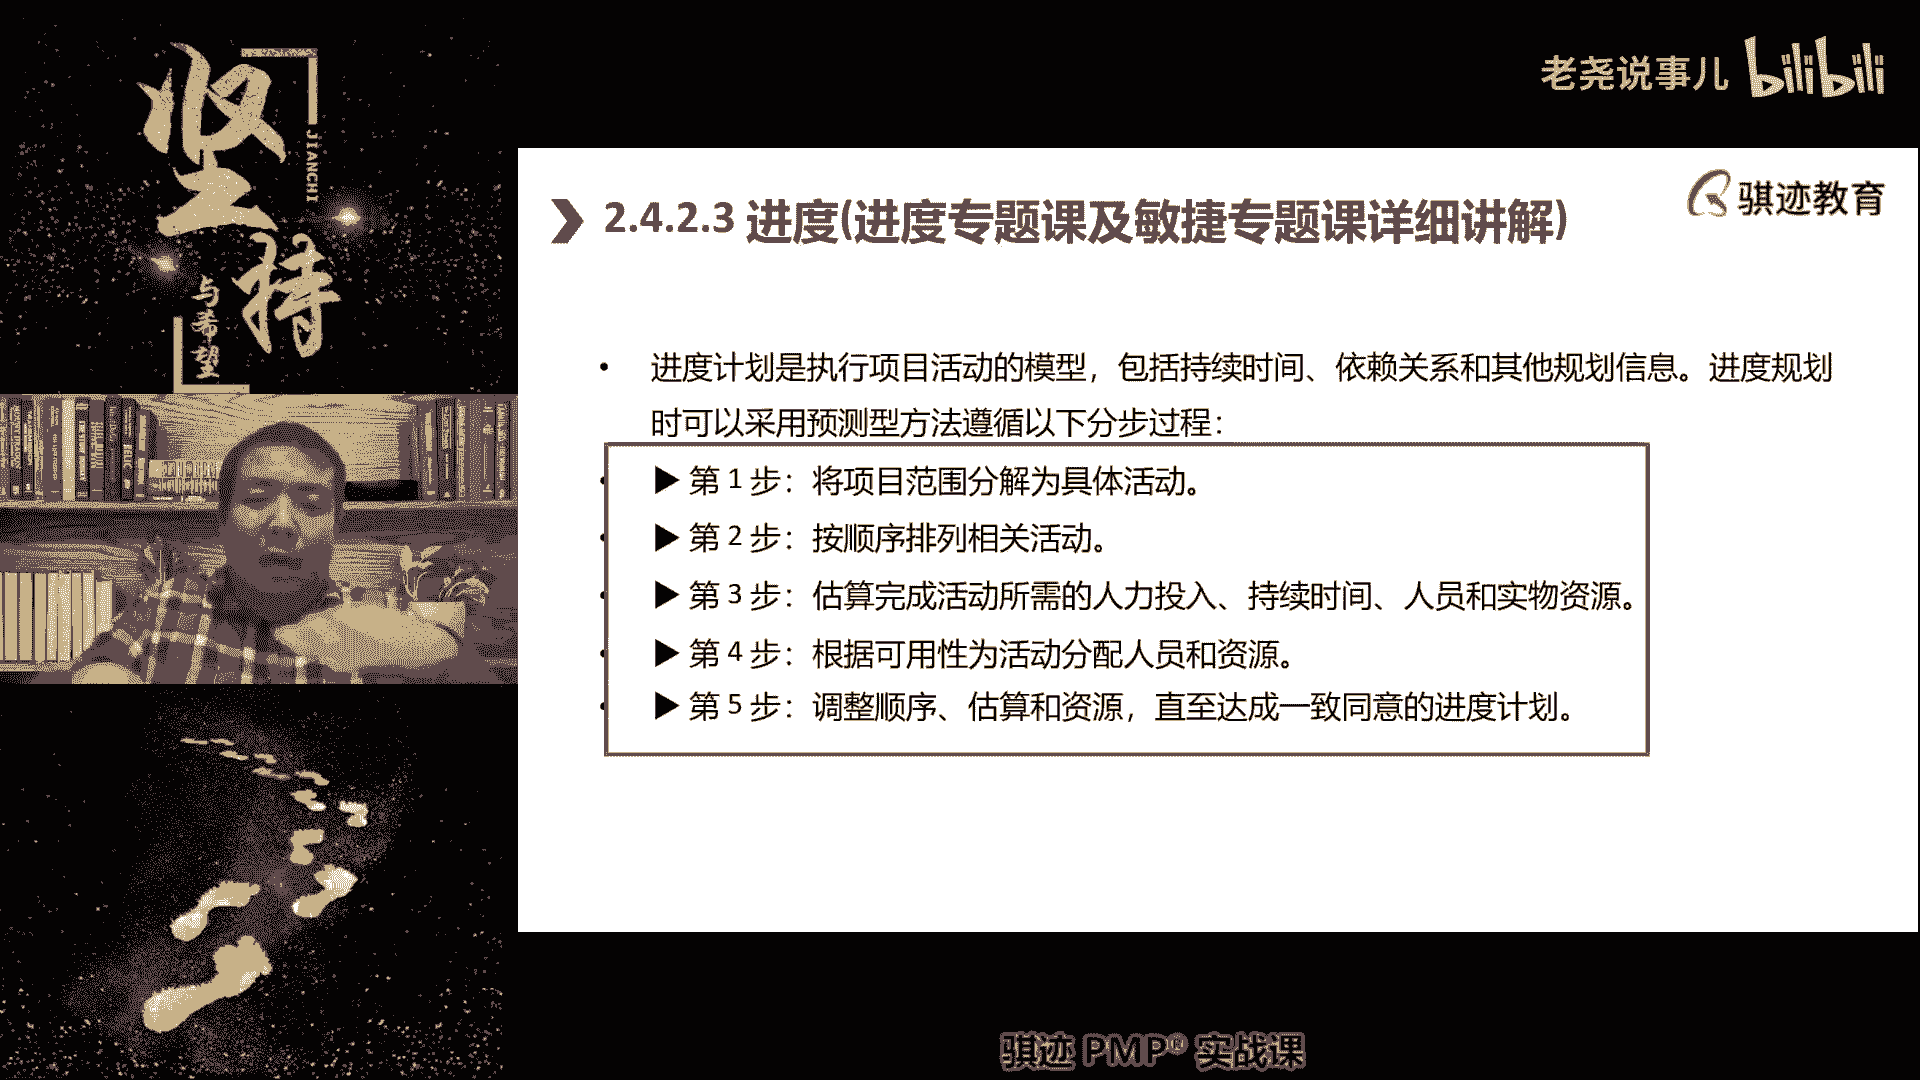 坚持
JIANCHI
与希望
老尧说事儿 bilibili
骐迹教育
2.4.2.3 进度(进度专题课及敏捷专题课详细讲解)
• 进度计划是执行项目活动的模型，包括持续时间、依赖关系和其他规划信息。进度规划
时可以采用预测型方法遵循以下分步过程：
▶ 第 1 步：将项目范围分解为具体活动。
▶ 第 2 步：按顺序排列相关活动。
▶ 第 3 步：估算完成活动所需的人力投入、持续时间、人员和实物资源。
▶ 第 4 步：根据可用性为活动分配人员和资源。
▶ 第 5 步：调整顺序、估算和资源，直至达成一致同意的进度计划。
骐迹 PMP® 实战课